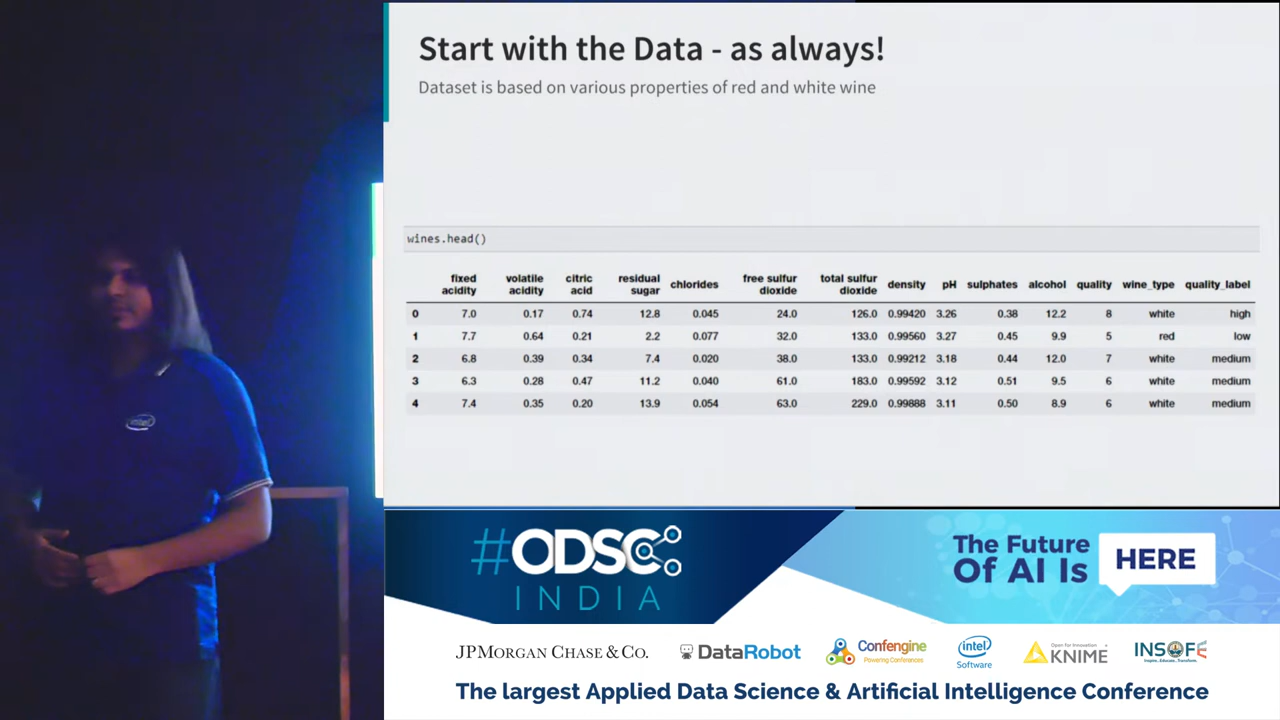 Start with the Data - as always!
Dataset is based on various properties of red and white wine
wines.head()
fixed acidity volatile acidity citric acid residual sugar chlorides free sulfur dioxide total sulfur dioxide density pH sulphates alcohol quality wine_type quality_label
0 7.0 0.17 0.74 12.8 0.045 24.0 126.0 0.99420 3.26 0.38 12.2 8 white high
1 7.7 0.64 0.21 2.2 0.077 32.0 133.0 0.99560 3.27 0.45 9.9 5 red low
2 6.8 0.39 0.34 7.4 0.020 38.0 133.0 0.99212 3.18 0.44 12.0 7 white medium
3 6.3 0.28 0.47 11.2 0.040 61.0 183.0 0.99592 3.12 0.51 9.5 6 white medium
4 7.4 0.35 0.20 13.9 0.054 63.0 229.0 0.99888 3.11 0.50 8.9 6 white medium
intel
#ODSC
INDIA
The Future
Of AI Is
HERE
JPMORGAN CHASE & CO.
DataRobot
Confengine
Powering Conferences
intel
Software
Open For Innovation
KNIME
INSOFE
Inspire...Educate...Transform.
The largest Applied Data Science & Artificial Intelligence Conference